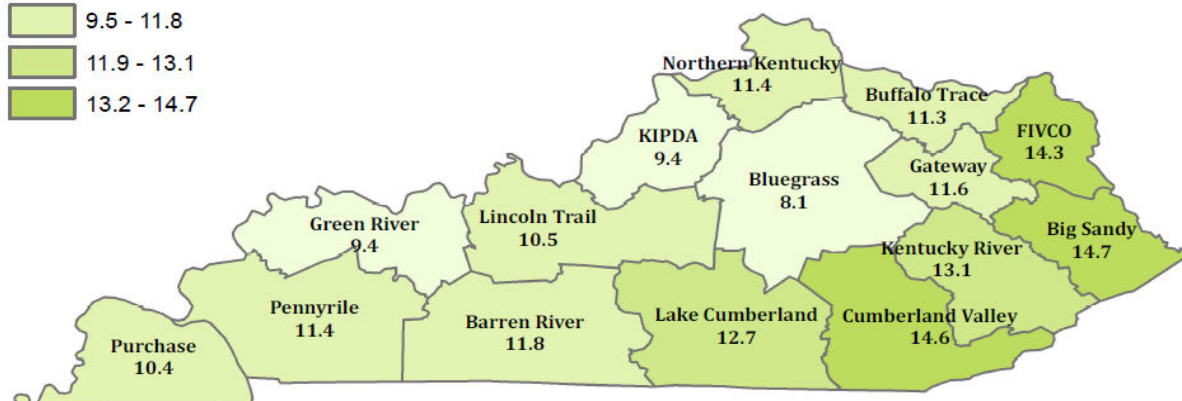 9.5 - 11.8
11.9 - 13.1
13.2 - 14.7
Northern Kentucky
11.4
Buffalo Trace
11.3
FIVCO
14.3
KIPDA
9.4
Gateway
11.6
Bluegrass
8.1
Green River
9.4
Lincoln Trail
10.5
Big Sandy
14.7
Kentucky River
13.1
Pennyrile
11.4
Barren River
11.8
Lake Cumberland
12.7
Cumberland Valley
14.6
Purchase
10.4